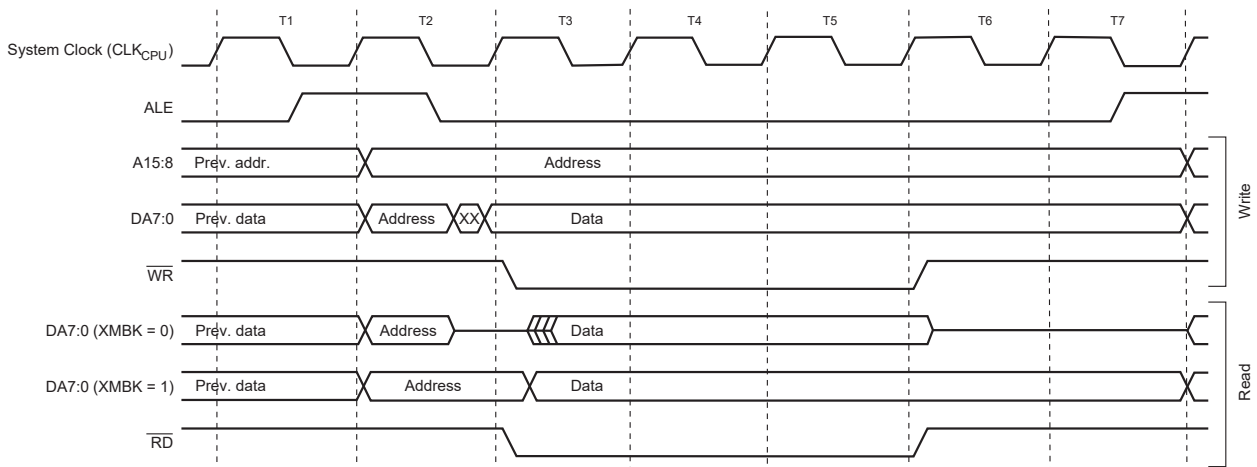 T1 T2 T3 T4 T5 T6 T7
System Clock (CLKCPU)
ALE
A15:8 Prev. addr. Address
DA7:0 Prev. data Address XX Data
WR
Write
DA7:0 (XMBK = 0) Prev. data Address Data
DA7:0 (XMBK = 1) Prev. data Address Data
RD
Read